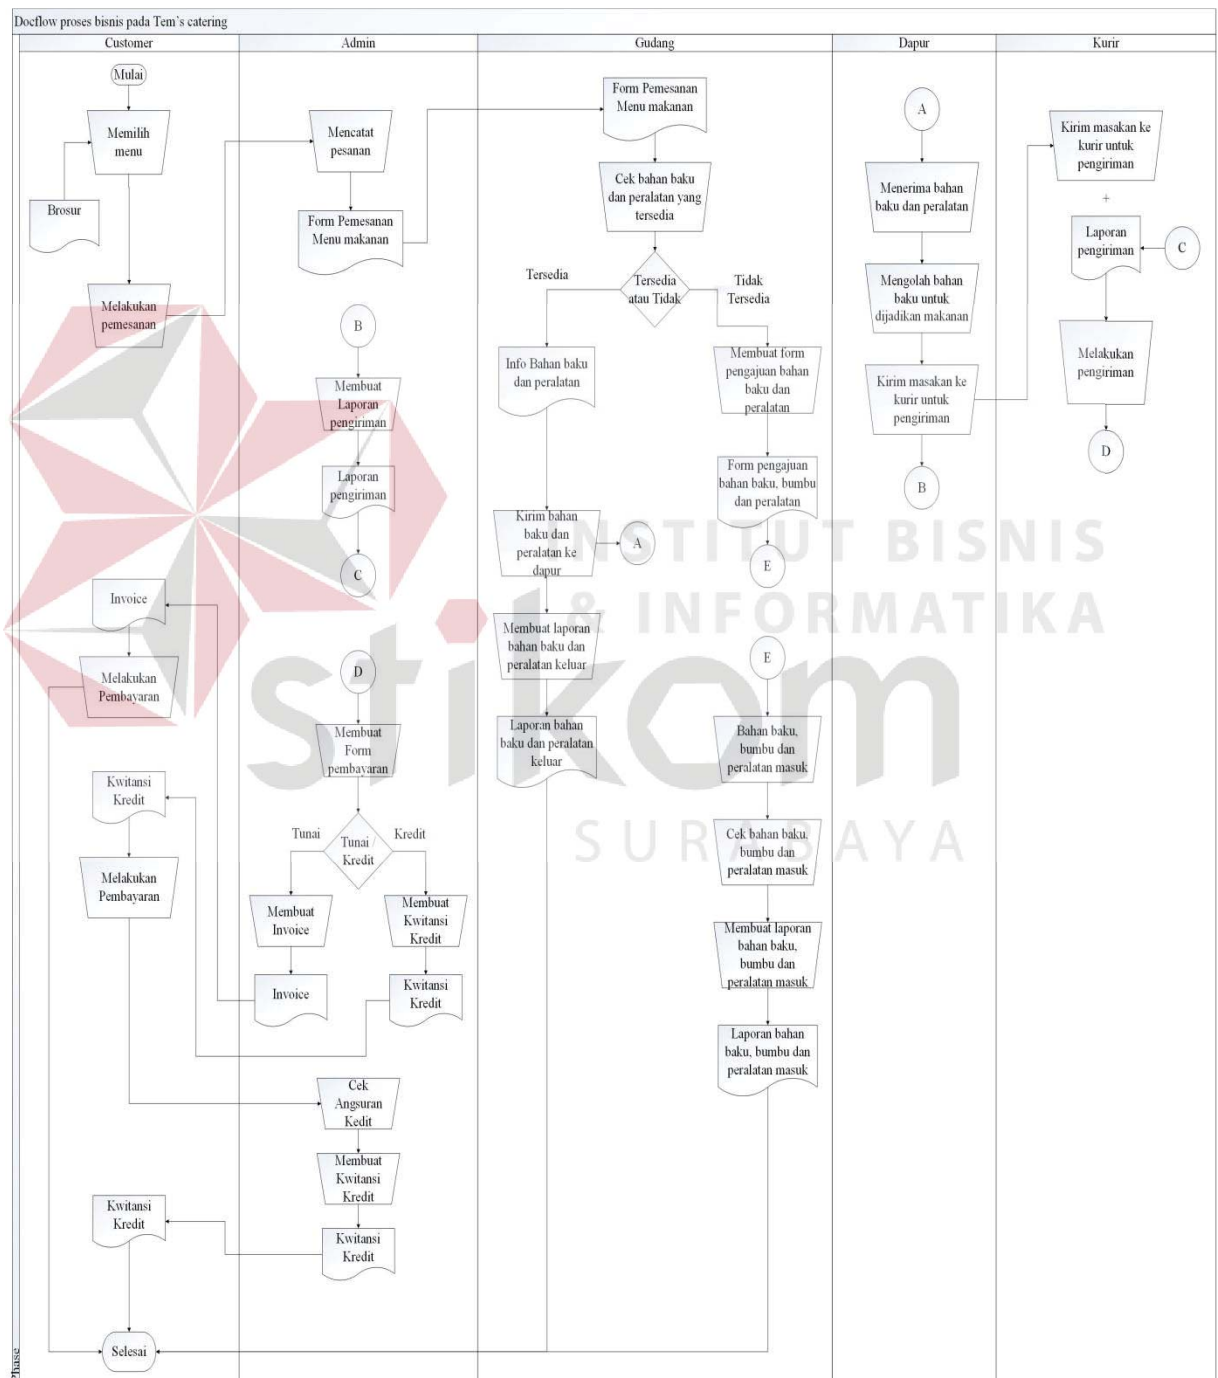 Docflow proses bisnis pada Tem's catering
Customer
Admin
Gudang
Dapur
Kurir
Phase
Mulai
Memilih
menu
Brosur
Melakukan
pemesanan
Invoice
Melakukan
Pembayaran
Kwitansi
Kredit
Melakukan
Pembayaran
Kwitansi
Kredit
Selesai
Mencatat
pesanan
Form Pemesanan
Menu makanan
B
Membuat
Laporan
pengiriman
Laporan
pengiriman
C
D
Membuat
Form
pembayaran
Tunai
Tunai /
Kredit
Kredit
Membuat
Invoice
Membuat
Kwitansi
Kredit
Invoice
Kwitansi
Kredit
Cek
Angsuran
Kedit
Membuat
Kwitansi
Kredit
Kwitansi
Kredit
Form Pemesanan
Menu makanan
Cek bahan baku
dan peralatan yang
tersedia
Tersedia
Tersedia
atau Tidak
Tidak
Tersedia
Info Bahan baku
dan peralatan
Membuat form
pengajuan bahan
baku dan
peralatan
Form pengajuan
bahan baku, bumbu
dan peralatan
Kirim bahan
baku dan
peralatan ke
dapur
A
E
Membuat laporan
bahan baku dan
peralatan keluar
Laporan bahan
baku dan peralatan
keluar
E
Bahan baku,
bumbu dan
peralatan masuk
Cek bahan baku,
bumbu dan
peralatan masuk
Membuat laporan
bahan baku,
bumbu dan
peralatan masuk
Laporan bahan
baku, bumbu dan
peralatan masuk
A
Menerima bahan
baku dan peralatan
Mengolah bahan
baku untuk
dijadikan makanan
Kirim masakan ke
kurir untuk
pengiriman
B
Kirim masakan ke
kurir untuk
pengiriman
+
Laporan
pengiriman
C
Melakukan
pengiriman
D
INSTITUT BISNIS
& INFORMATIKA
stikom
SURABAYA